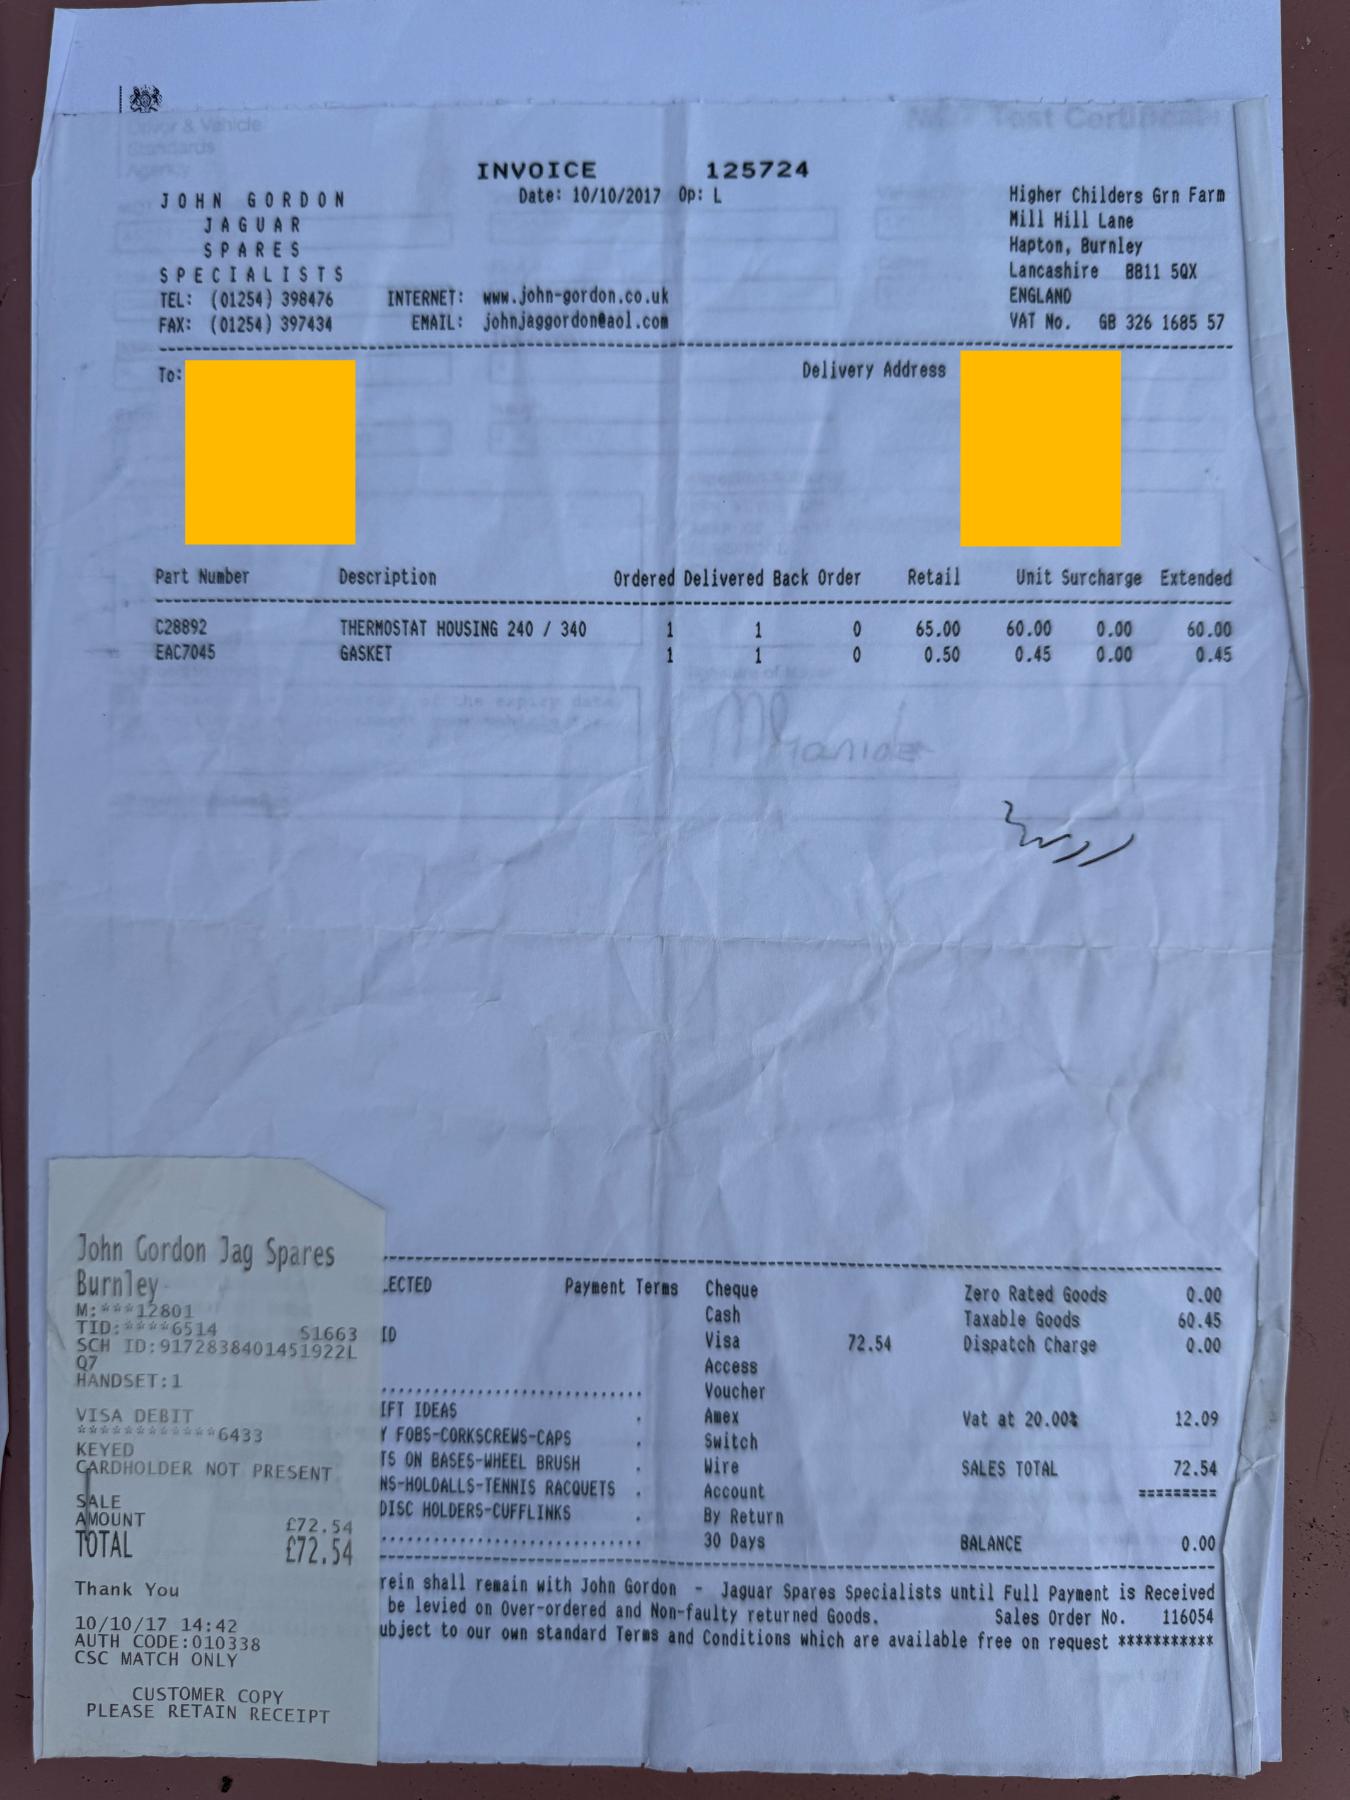 Driver & Vehicle
Standards
Agency
Test Certificate
INVOICE 125724
Date: 10/10/2017 Op: L
JOHN GORDON
JAGUAR
SPARES
SPECIALISTS
TEL: (01254) 398476 INTERNET: www.john-gordon.co.uk
FAX: (01254) 397434 EMAIL: johnjaggordon@aol.com
Higher Childers Grn Farm
Mill Hill Lane
Hapton, Burnley
Lancashire BB11 5QX
ENGLAND
VAT No. GB 326 1685 57
To: Delivery Address
Part Number Description Ordered Delivered Back Order Retail Unit Surcharge Extended
C28892 THERMOSTAT HOUSING 240 / 340 1 1 0 65.00 60.00 0.00 60.00
EAC7045 GASKET 1 1 0 0.50 0.45 0.00 0.45
John Gordon Jag Spares
Burnley
M:***12801
TID:****6514 S1663
SCH ID:9172838401451922L
Q7
HANDSET:1
VISA DEBIT
************6433
KEYED
CARDHOLDER NOT PRESENT
SALE
AMOUNT £72.54
TOTAL £72.54
Thank You
10/10/17 14:42
AUTH CODE:010338
CSC MATCH ONLY
CUSTOMER COPY
PLEASE RETAIN RECEIPT
LECTED Payment Terms Cheque Zero Rated Goods 0.00
Cash Taxable Goods 60.45
ID Visa 72.54 Dispatch Charge 0.00
Access
Voucher
IFT IDEAS . Amex Vat at 20.00% 12.09
Y FOBS-CORKSCREWS-CAPS . Switch
TS ON BASES-WHEEL BRUSH . Wire SALES TOTAL 72.54
NS-HOLDALLS-TENNIS RACQUETS . Account =========
DISC HOLDERS-CUFFLINKS . By Return
30 Days BALANCE 0.00
rein shall remain with John Gordon - Jaguar Spares Specialists until Full Payment is Received
be levied on Over-ordered and Non-faulty returned Goods. Sales Order No. 116054
ubject to our own standard Terms and Conditions which are available free on request ***********